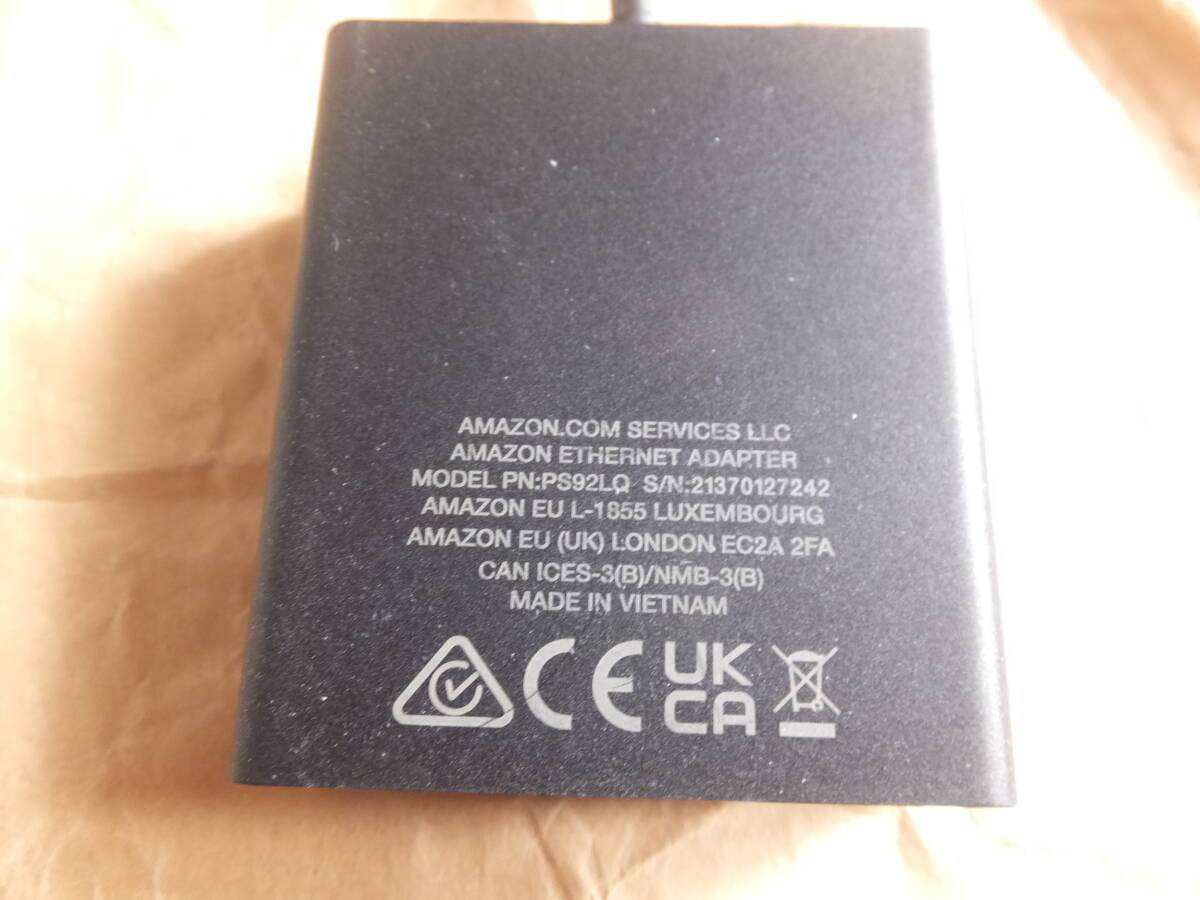 AMAZON.COM SERVICES LLC
AMAZON ETHERNET ADAPTER
MODEL PN:PS92LQ S/N:21370127242
AMAZON EU L-1855 LUXEMBOURG
AMAZON EU (UK) LONDON EC2A 2FA
CAN ICES-3(B)/NMB-3(B)
MADE IN VIETNAM
CE UK
CA